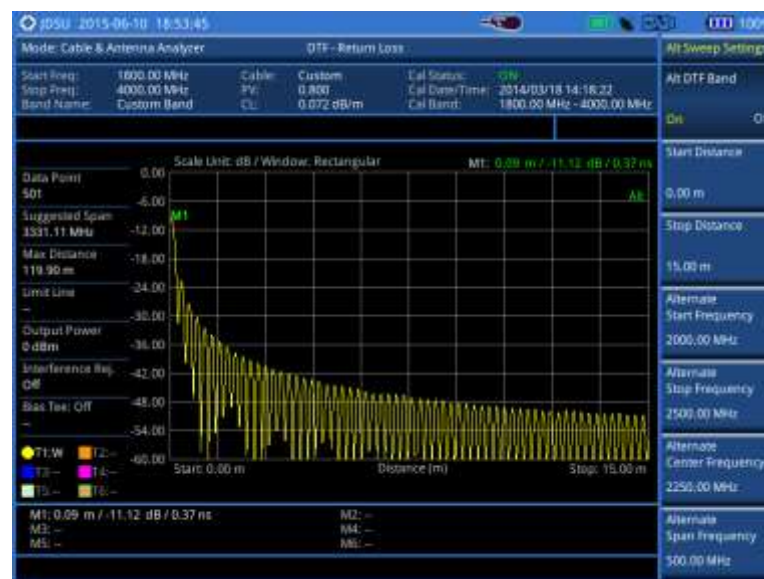 JDSU 2015-06-10 18:53:45
100%
Mode: Cable & Antenna Analyzer
DTF - Return Loss
Alt Sweep Settings
Start Freq: 1800.00 MHz
Stop Freq: 4000.00 MHz
Band Name: Custom Band
Cable: Custom
PV: 0.800
CL: 0.072 dB/m
Cal Status: ON
Cal Date/Time: 2014/03/18 14:18:22
Cal Band: 1800.00 MHz - 4000.00 MHz
Alt DTF Band
On O
Start Distance
0.00 m
Stop Distance
15.00 m
Alternate
Start Frequency
2000.00 MHz
Alternate
Stop Frequency
2500.00 MHz
Alternate
Center Frequency
2250.00 MHz
Alternate
Span Frequency
500.00 MHz
Data Point
501
Suggested Span
3331.11 MHz
Max Distance
119.90 m
Limit Line
--
Output Power
0 dBm
Interference Rej.
Off
Bias Tee: Off
--
T1:W T2:--
T3:-- T4:--
T5:-- T6:--
Scale Unit: dB / Window: Rectangular
M1: 0.09 m / -11.12 dB / 0.37 ns
Alt
M1
0.00
-6.00
-12.00
-18.00
-24.00
-30.00
-36.00
-42.00
-48.00
-54.00
-60.00
Start: 0.00 m
Distance (m)
Stop: 15.00 m
M1: 0.09 m / -11.12 dB / 0.37 ns
M2: --
M3: --
M4: --
M5: --
M6: --